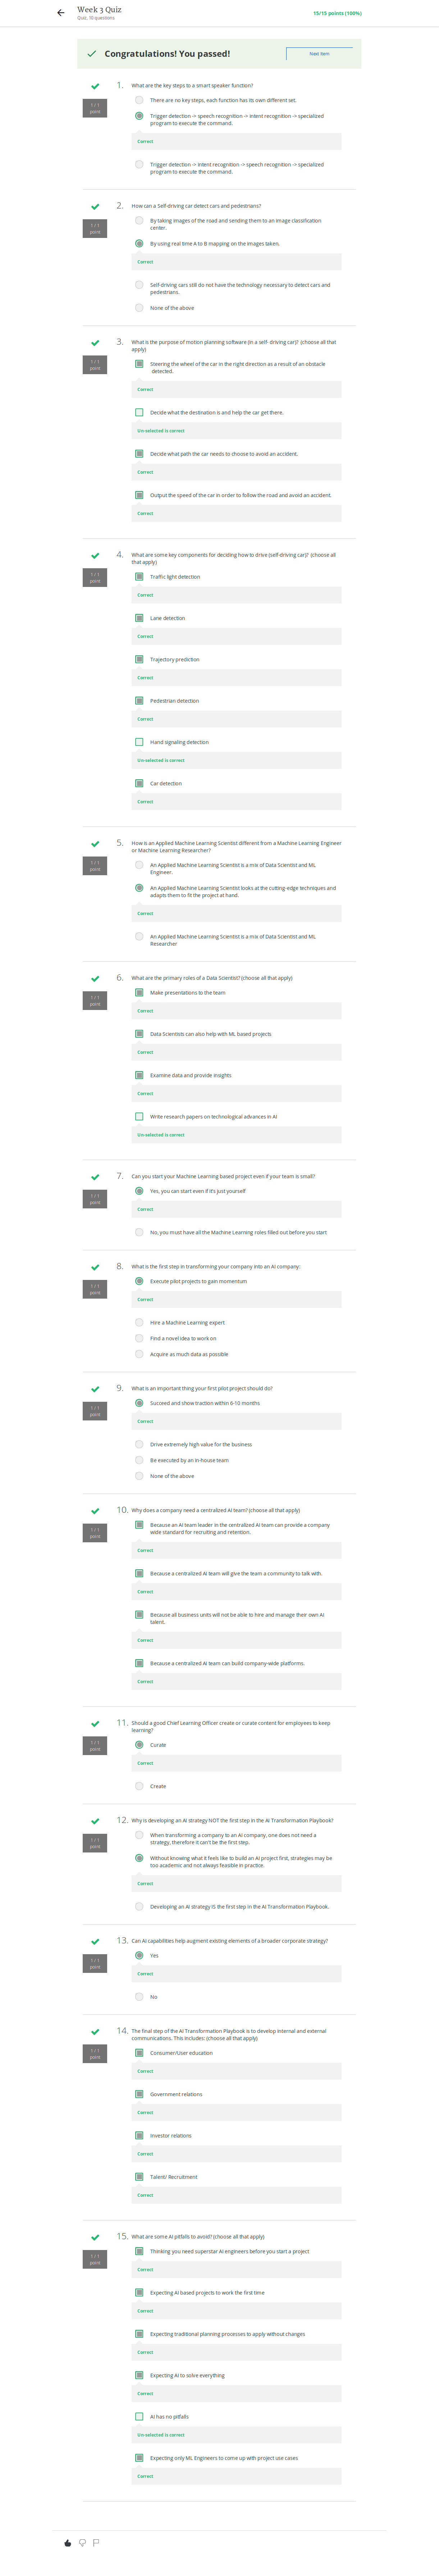 Week 3 Quiz
Quiz, 15 questions
15/15 points (100%)
Congratulations! You passed!
Next Item
1.
What are the key steps to a smart speaker function?
1 / 1
point
There are no key steps, each function has its own different set.
Trigger detection -> speech recognition -> intent recognition -> specialized
program to execute the command.
Correct
Trigger detection -> intent recognition -> speech recognition -> specialized
program to execute the command.
2.
How can a Self-driving car detect cars and pedestrians?
1 / 1
point
By taking images of the road and sending them to an image classification
center.
By using real time A to B mapping on the images taken.
Correct
Self-driving cars still do not have the technology necessary to detect cars and
pedestrians.
None of the above
3.
What is the purpose of motion planning software (in a self- driving car)? (choose all that
apply)
1 / 1
point
Steering the wheel of the car in the right direction as a result of an obstacle
detected.
Correct
Decide what the destination is and help the car get there.
Un-selected is correct
Decide what path the car needs to choose to avoid an accident.
Correct
Output the speed of the car in order to follow the road and avoid an accident.
Correct
4.
What are some key components for deciding how to drive (self-driving car)? (choose all
that apply)
1 / 1
point
Traffic light detection
Correct
Lane detection
Correct
Trajectory prediction
Correct
Pedestrian detection
Correct
Hand signaling detection
Un-selected is correct
Car detection
Correct
5.
How is an Applied Machine Learning Scientist different from a Machine Learning Engineer
or Machine Learning Researcher?
1 / 1
point
An Applied Machine Learning Scientist is a mix of Data Scientist and ML
Engineer.
An Applied Machine Learning Scientist looks at the cutting-edge techniques and
adapts them to fit the project at hand.
Correct
An Applied Machine Learning Scientist is a mix of Data Scientist and ML
Researcher
6.
What are the primary roles of a Data Scientist? (choose all that apply)
1 / 1
point
Make presentations to the team
Correct
Data Scientists can also help with ML based projects
Correct
Examine data and provide insights
Correct
Write research papers on technological advances in AI
Un-selected is correct
7.
Can you start your Machine Learning based project even if your team is small?
1 / 1
point
Yes, you can start even if it's just yourself
Correct
No, you must have all the Machine Learning roles filled out before you start
8.
What is the first step in transforming your company into an AI company:
1 / 1
point
Execute pilot projects to gain momentum
Correct
Hire a Machine Learning expert
Find a novel idea to work on
Acquire as much data as possible
9.
What is an important thing your first pilot project should do?
1 / 1
point
Succeed and show traction within 6-10 months
Correct
Drive extremely high value for the business
Be executed by an in-house team
None of the above
10.
Why does a company need a centralized AI team? (choose all that apply)
1 / 1
point
Because an AI team leader in the centralized AI team can provide a company
wide standard for recruiting and retention.
Correct
Because a centralized AI team will give the team a community to talk with.
Correct
Because all business units will not be able to hire and manage their own AI
talent.
Correct
Because a centralized AI team can build company-wide platforms.
Correct
11.
Should a good Chief Learning Officer create or curate content for employees to keep
learning?
1 / 1
point
Curate
Correct
Create
12.
Why is developing an AI strategy NOT the first step in the AI Transformation Playbook?
1 / 1
point
When transforming a company to an AI company, one does not need a
strategy, therefore it can't be the first step.
Without knowing what it feels like to build an AI project first, strategies may be
too academic and not always feasible in practice.
Correct
Developing an AI strategy IS the first step in the AI Transformation Playbook.
13.
Can AI capabilities help augment existing elements of a broader corporate strategy?
1 / 1
point
Yes
Correct
No
14.
The final step of the AI Transformation Playbook is to develop internal and external
communications. This includes: (choose all that apply)
1 / 1
point
Consumer/User education
Correct
Government relations
Correct
Investor relations
Correct
Talent/ Recruitment
Correct
15.
What are some AI pitfalls to avoid? (choose all that apply)
1 / 1
point
Thinking you need superstar AI engineers before you start a project
Correct
Expecting AI based projects to work the first time
Correct
Expecting traditional planning processes to apply without changes
Correct
Expecting AI to solve everything
Correct
AI has no pitfalls
Un-selected is correct
Expecting only ML Engineers to come up with project use cases
Correct